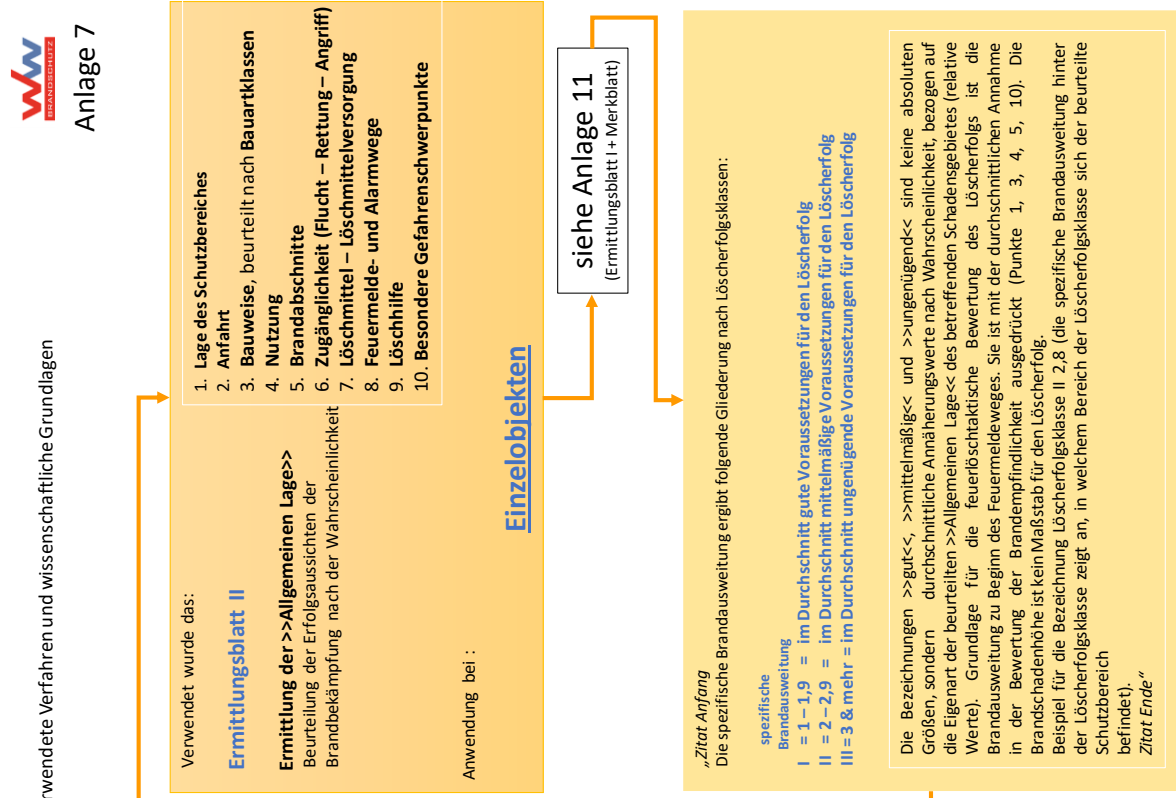 rwendete Verfahren und wissenschaftliche Grundlagen
BRANDSCHUTZ
Anlage 7
Verwendet wurde das:
Ermittlungsblatt II
Ermittlung der >>Allgemeinen Lage>>
Beurteilung der Erfolgsaussichten der
Brandbekämpfung nach der Wahrscheinlichkeit
Anwendung bei :
Einzelobjekten
1. Lage des Schutzbereiches
2. Anfahrt
3. Bauweise, beurteilt nach Bauartklassen
4. Nutzung
5. Brandabschnitte
6. Zugänglichkeit (Flucht – Rettung – Angriff)
7. Löschmittel – Löschmittelversorgung
8. Feuermelde- und Alarmwege
9. Löschhilfe
10. Besondere Gefahrenschwerpunkte
siehe Anlage 11
(Ermittlungsblatt I + Merkblatt)
„Zitat Anfang
Die spezifische Brandausweitung ergibt folgende Gliederung nach Löscherfolgsklassen:
spezifische
Brandausweitung
I = 1 – 1,9 = im Durchschnitt gute Voraussetzungen für den Löscherfolg
II = 2 – 2,9 = im Durchschnitt mittelmäßige Voraussetzungen für den Löscherfolg
III = 3 & mehr = im Durchschnitt ungenügende Voraussetzungen für den Löscherfolg
Die Bezeichnungen >>gut<<, >>mittelmäßig<< und >>ungenügend<< sind keine absoluten
Größen, sondern durchschnittliche Annäherungswerte nach Wahrscheinlichkeit, bezogen auf
die Eigenart der beurteilten >>Allgemeinen Lage<< des betreffenden Schadensgebietes (relative
Werte). Grundlage für die feuerlöschtaktische Bewertung des Löscherfolgs ist die
Brandausweitung zu Beginn des Feuermeldeweges. Sie ist mit der durchschnittlichen Annahme
in der Bewertung der Brandempfindlichkeit ausgedrückt (Punkte 1, 3, 4, 5, 10). Die
Brandschadenhöhe ist kein Maßstab für den Löscherfolg.
Beispiel für die Bezeichnung Löscherfolgsklasse II 2,8 (die spezifische Brandausweitung hinter
der Löscherfolgsklasse zeigt an, in welchem Bereich der Löscherfolgsklasse sich der beurteilte
Schutzbereich
befindet).
Zitat Ende“